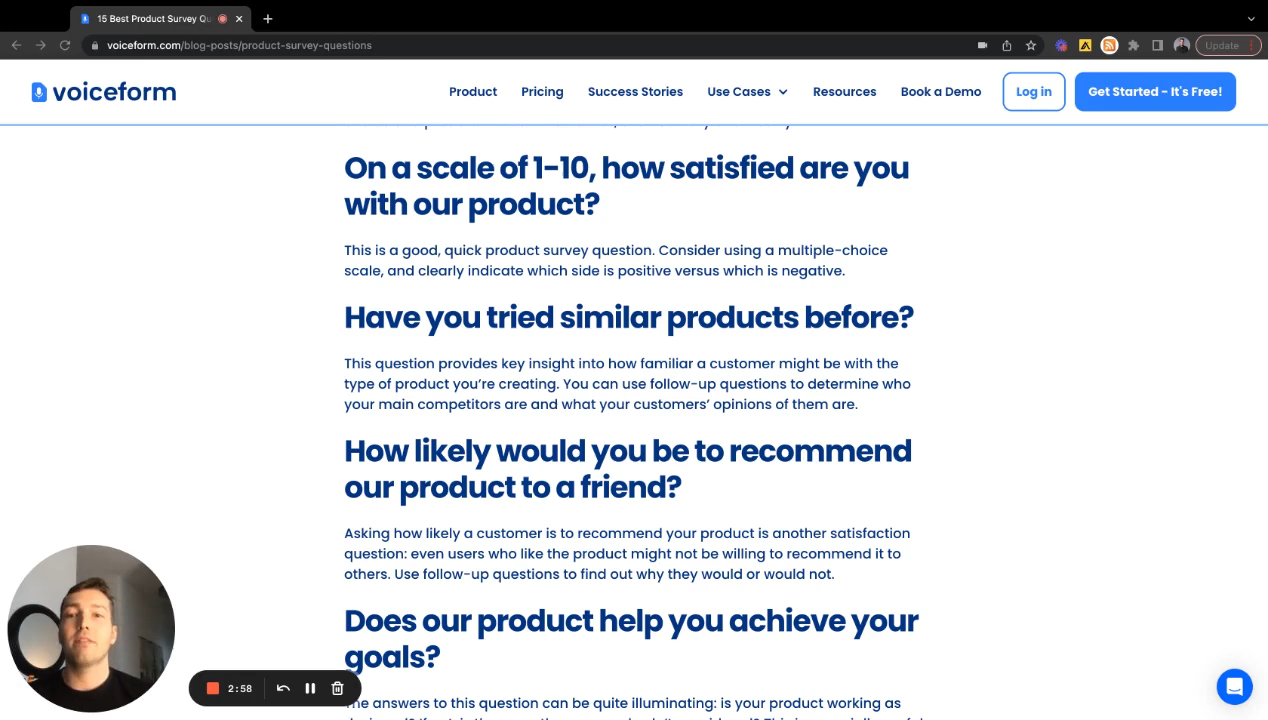 15 Best Product Survey Qu
voiceform.com/blog-posts/product-survey-questions
Update
voiceform
Product
Pricing
Success Stories
Use Cases
Resources
Book a Demo
Log in
Get Started - It's Free!
On a scale of 1-10, how satisfied are you
with our product?
This is a good, quick product survey question. Consider using a multiple-choice
scale, and clearly indicate which side is positive versus which is negative.
Have you tried similar products before?
This question provides key insight into how familiar a customer might be with the
type of product you’re creating. You can use follow-up questions to determine who
your main competitors are and what your customers’ opinions of them are.
How likely would you be to recommend
our product to a friend?
Asking how likely a customer is to recommend your product is another satisfaction
question: even users who like the product might not be willing to recommend it to
others. Use follow-up questions to find out why they would or would not.
Does our product help you achieve your
goals?
2:58
The answers to this question can be quite illuminating: is your product working as